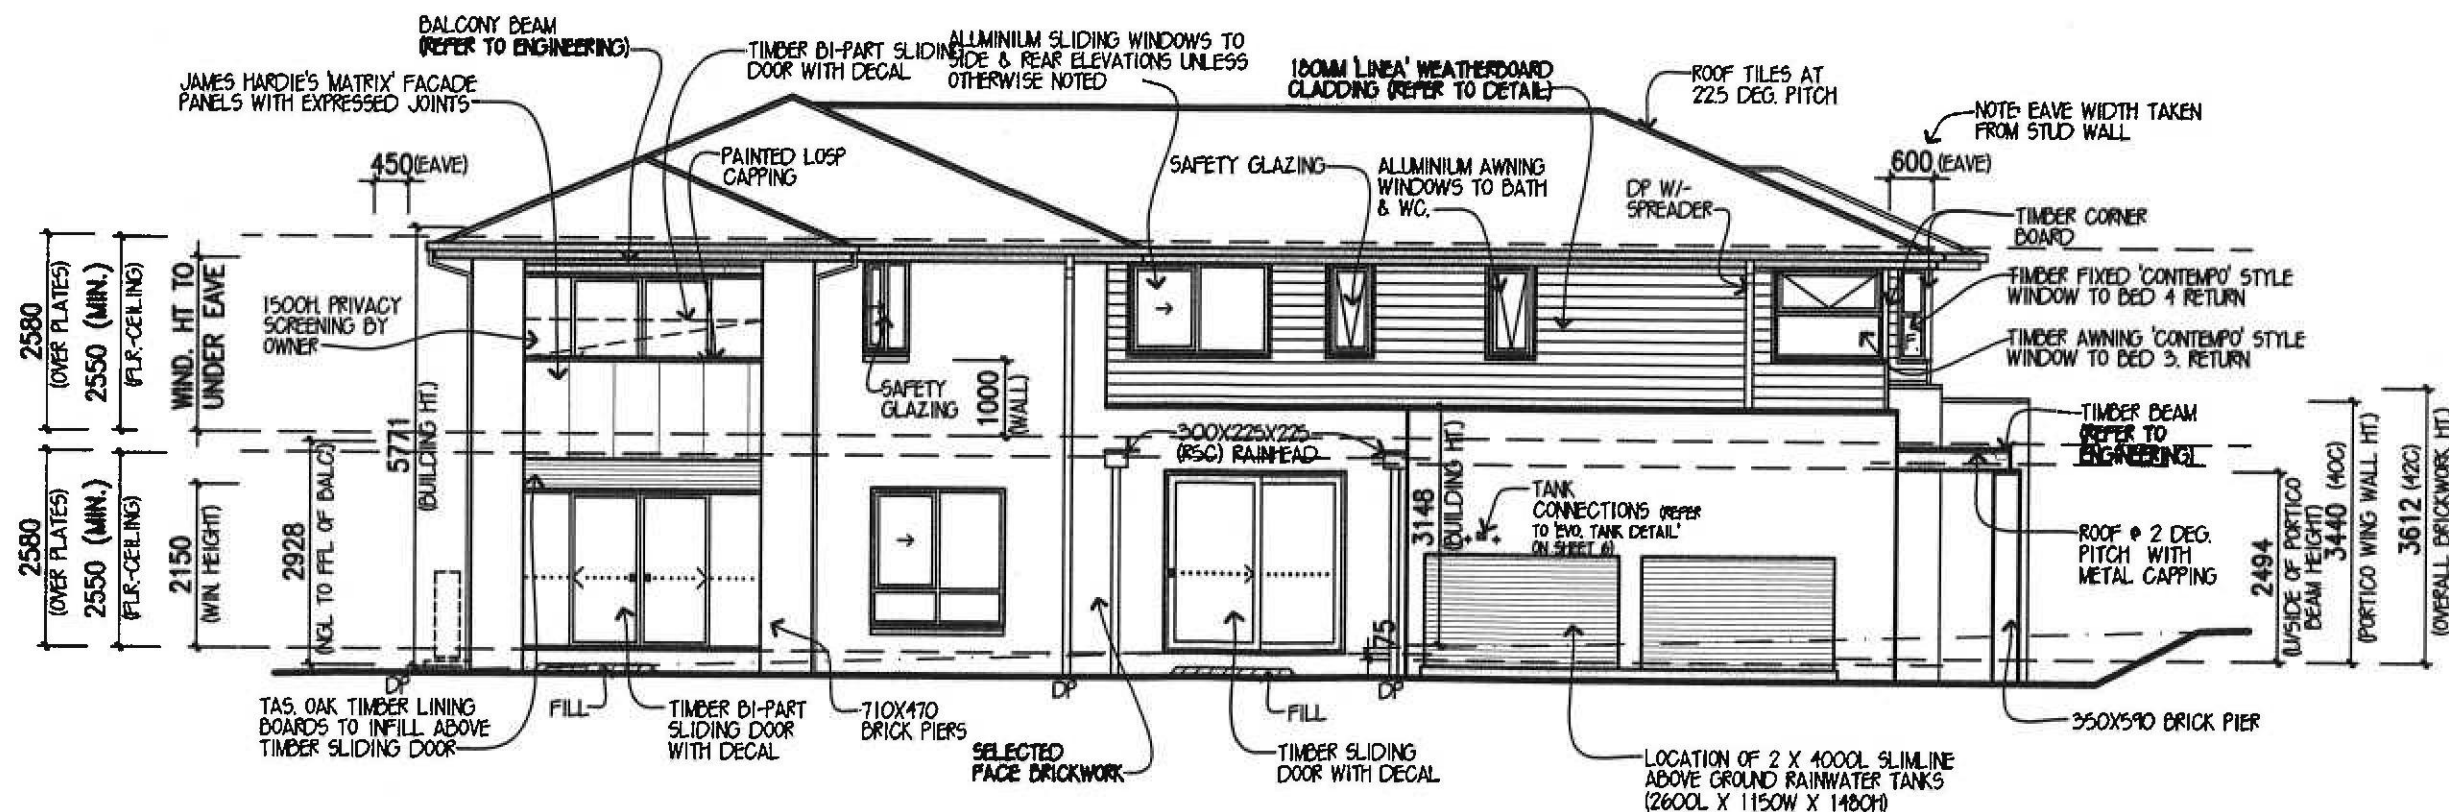 BALCONY BEAM
(REFER TO ENGINEERING)
TIMBER BI-PART SLIDING
DOOR WITH DECAL
ALUMINIUM SLIDING WINDOWS TO
SIDE & REAR ELEVATIONS UNLESS
OTHERWISE NOTED
180MM 'LINEA' WEATHERBOARD
CLADDING (REFER TO DETAIL)
ROOF TILES AT
22.5 DEG. PITCH
NOTE: EAVE WIDTH TAKEN
FROM STUD WALL
JAMES HARDIE'S 'MATRIX' FACADE
PANELS WITH EXPRESSED JOINTS
450 (EAVE)
PAINTED LOSP
CAPPING
SAFETY GLAZING
ALUMINIUM AWNING
WINDOWS TO BATH
& WC.
DP W/-
SPREADER
600 (EAVE)
TIMBER CORNER
BOARD
TIMBER FIXED 'CONTEMPO' STYLE
WINDOW TO BED 4 RETURN
TIMBER AWNING 'CONTEMPO' STYLE
WINDOW TO BED 3. RETURN
2580
(OVER PLATES)
2550 (MIN.)
(FLR.-CEILING)
WIND. HT TO
UNDER EAVE
1500H. PRIVACY
SCREENING BY
OWNER
5771
(BUILDING HT.)
SAFETY
GLAZING
1000
(WALL)
300X225X225
(RSC) RAINHEAD
3148
(BUILDING HT.)
TANK
CONNECTIONS (REFER
TO 'EVO. TANK DETAIL'
ON SHEET 6)
TIMBER BEAM
(REFER TO
ENGINEERING)
ROOF @ 2 DEG.
PITCH WITH
METAL CAPPING
2580
(OVER PLATES)
2550 (MIN.)
(FLR.-CEILING)
2150
(WIN. HEIGHT)
2928
(NGL TO FFL OF BALC)
75
2494
(U/SIDE OF PORTICO
BEAM HEIGHT)
3440 (40C)
(PORTICO WING WALL HT.)
3612 (42C)
(OVERALL BRICKWORK HT.)
DP
DP
DP
TAS. OAK TIMBER LINING
BOARDS TO INFILL ABOVE
TIMBER SLIDING DOOR
FILL
TIMBER BI-PART
SLIDING DOOR
WITH DECAL
710X470
BRICK PIERS
SELECTED
FACE BRICKWORK
FILL
TIMBER SLIDING
DOOR WITH DECAL
350X590 BRICK PIER
LOCATION OF 2 X 4000L SLIMLINE
ABOVE GROUND RAINWATER TANKS
(2600L X 1150W X 1480H)